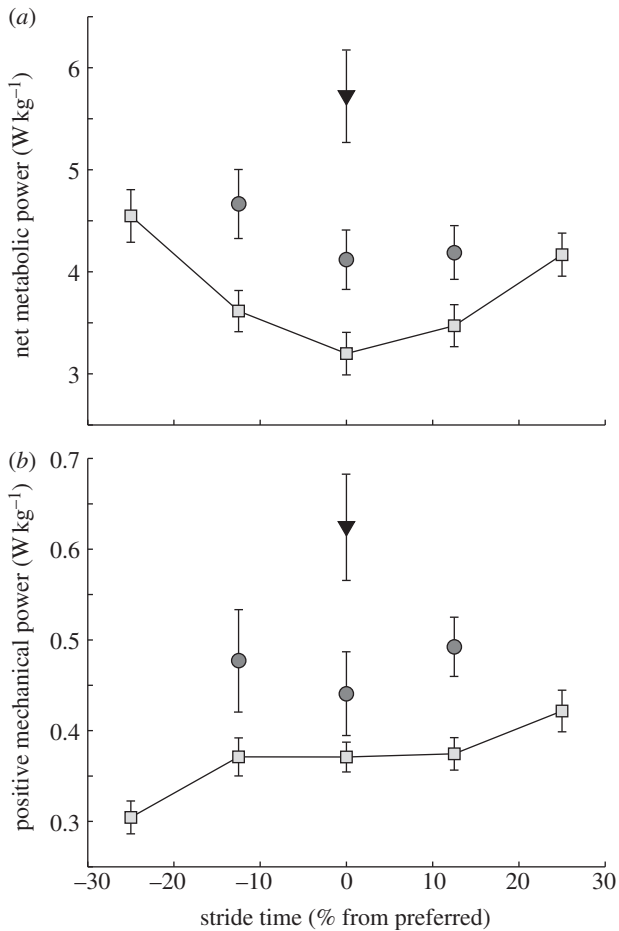 (a)
6
5
4
3
net metabolic power (W kg⁻¹)
(b)
0.7
0.6
0.5
0.4
0.3
positive mechanical power (W kg⁻¹)
−30 −20 −10 0 10 20 30
stride time (% from preferred)